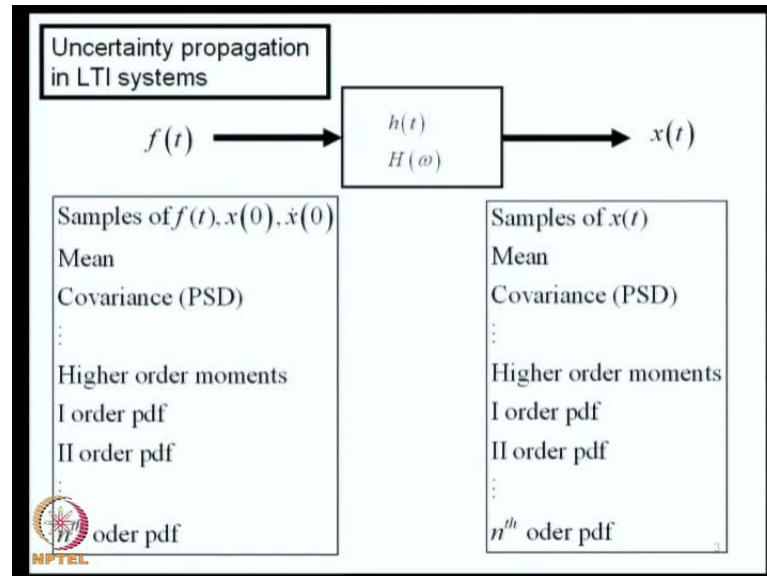 Uncertainty propagation
in LTI systems
f(t)
h(t)
H(ω)
x(t)
Samples of f(t), x(0), ẋ(0)
Mean
Covariance (PSD)
⋮
Higher order moments
I order pdf
II order pdf
⋮
nᵗʰ oder pdf
Samples of x(t)
Mean
Covariance (PSD)
⋮
Higher order moments
I order pdf
II order pdf
⋮
nᵗʰ oder pdf
NPTEL
3